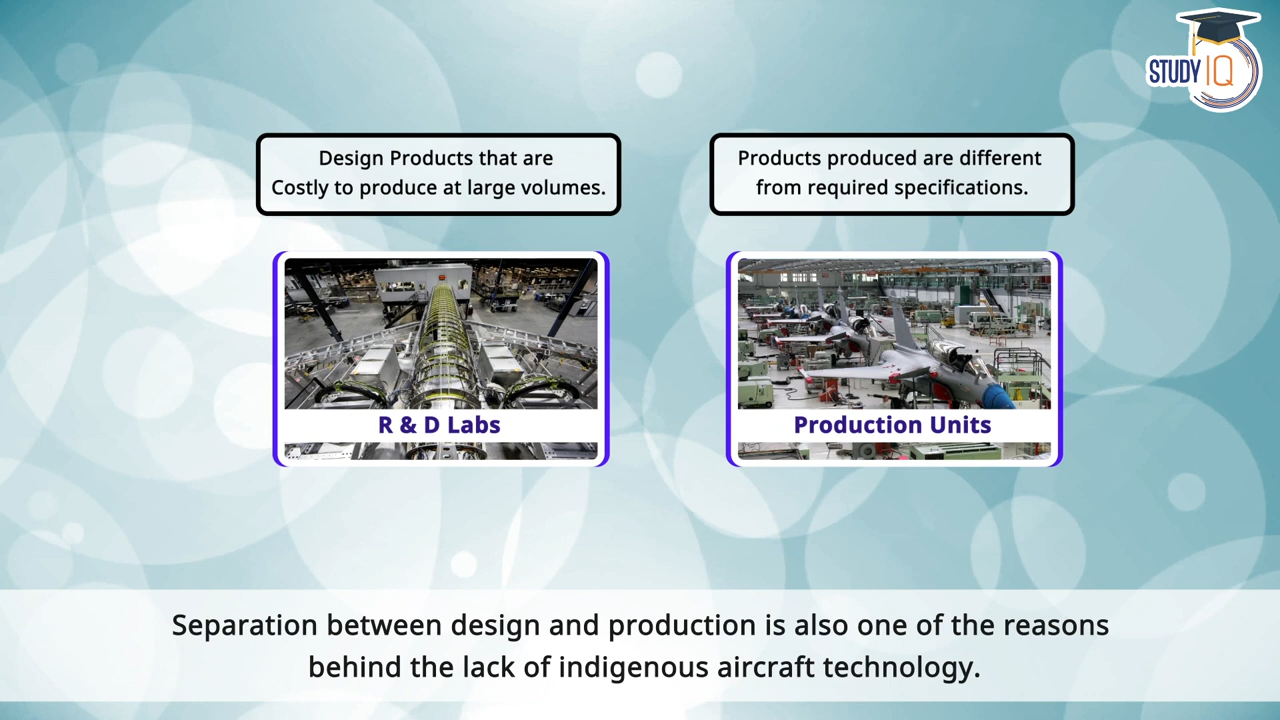 STUDY IQ
Design Products that are
Costly to produce at large volumes.
Products produced are different
from required specifications.
R & D Labs
Production Units
Separation between design and production is also one of the reasons
behind the lack of indigenous aircraft technology.